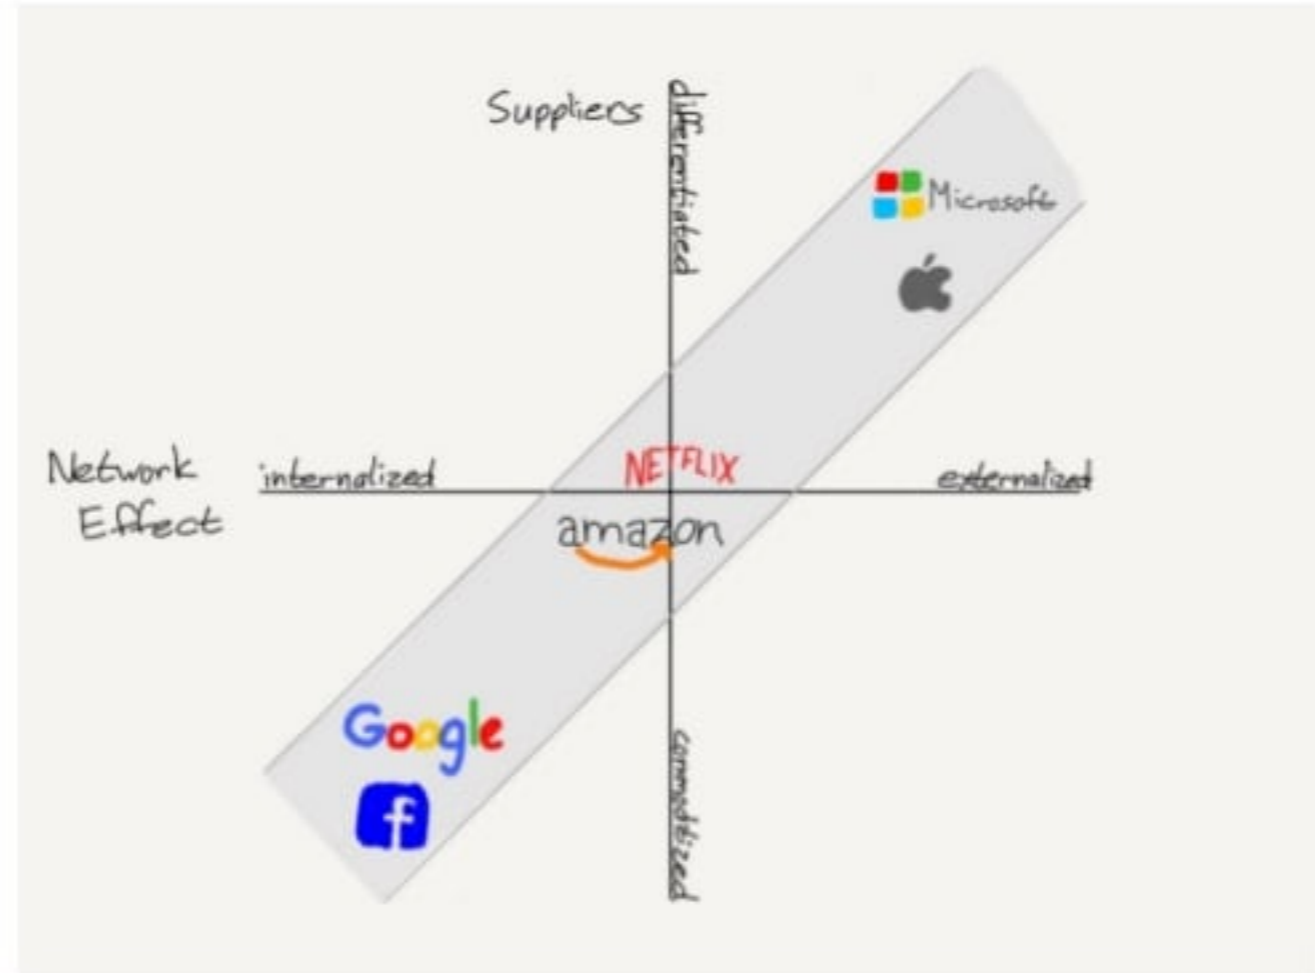 Suppliers
differentiated
Microsoft
NETFLIX
Network
Effect
internalized
externalized
amazon
Google
f
commoditized